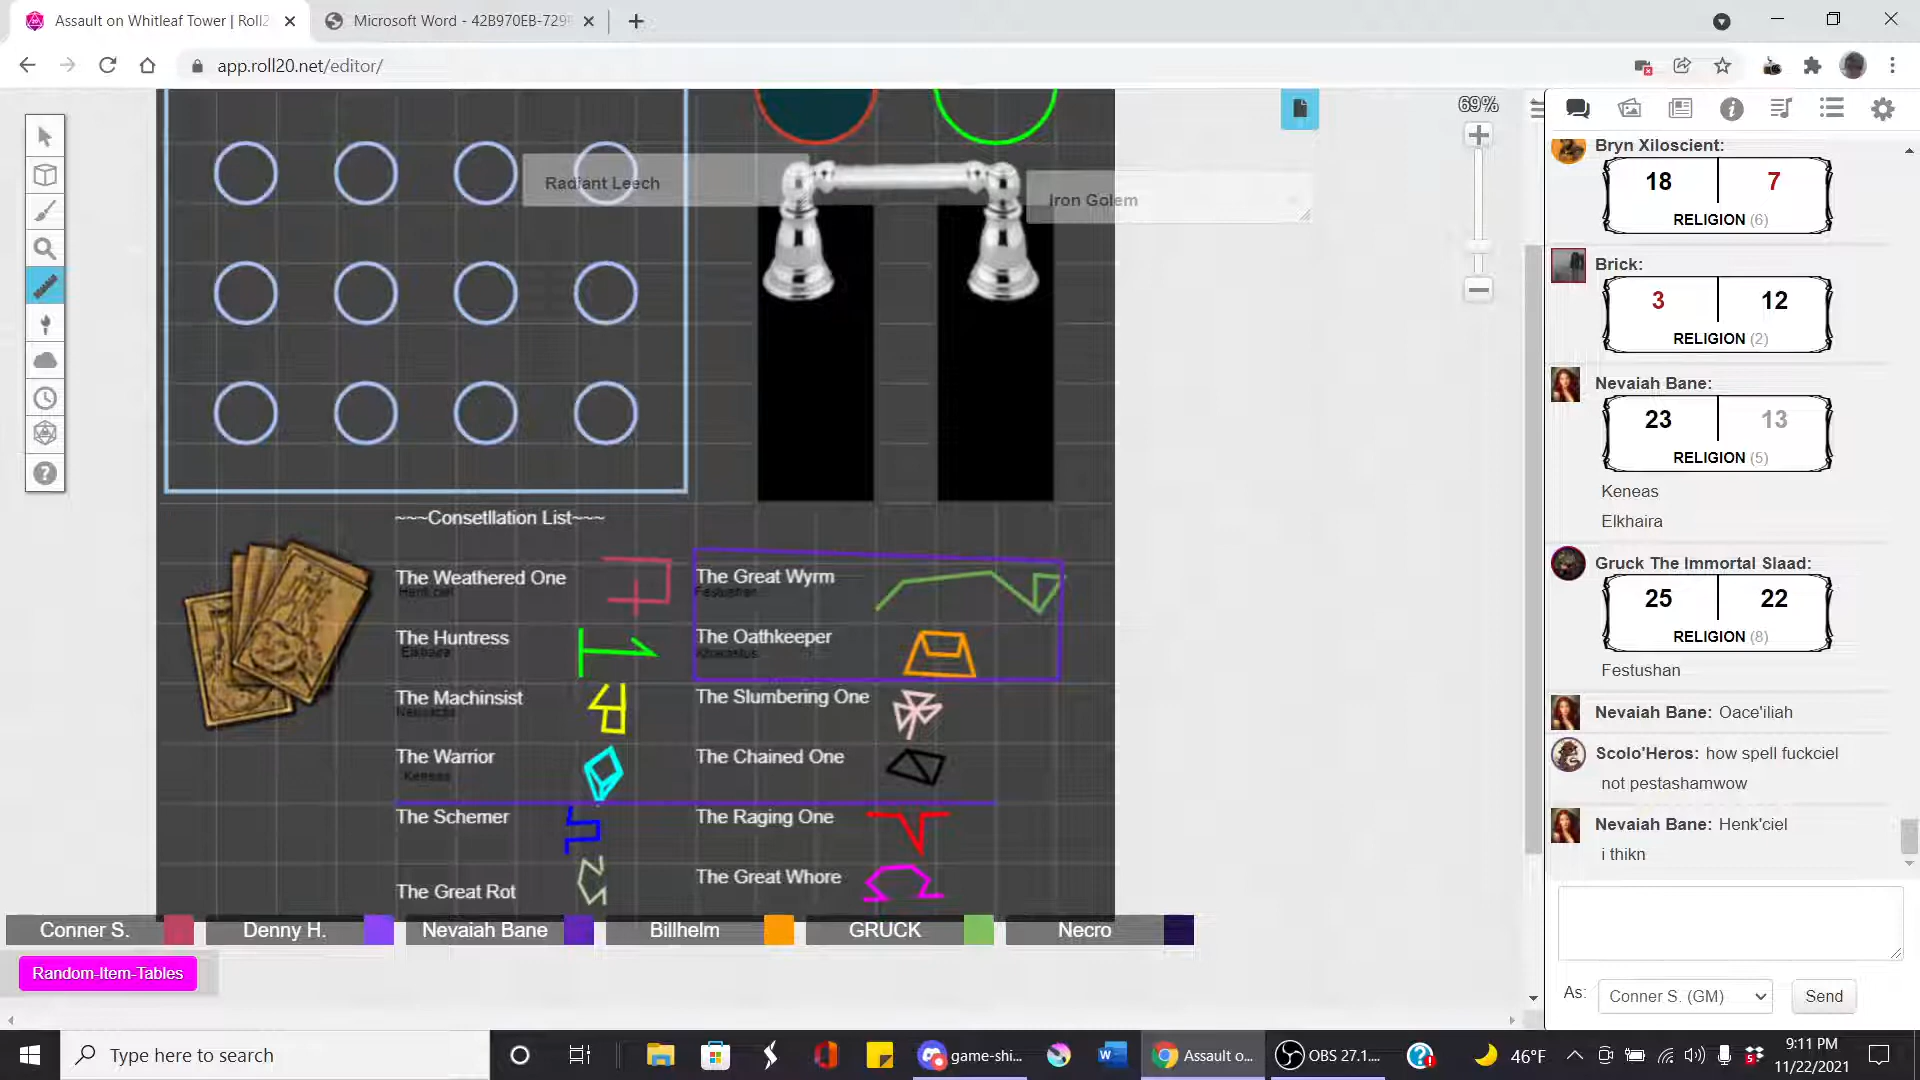 Assault on Whitleaf Tower | Roll2
Microsoft Word - 42B970EB-729
app.roll20.net/editor/
69%
Radiant Leech
Iron Golem
~~~Consetllation List~~~
The Weathered One
Henk'ciel
The Huntress
Elkhaira
The Machinsist
The Warrior
Keneas
The Schemer
The Great Rot
The Great Wyrm
Festushan
The Oathkeeper
The Slumbering One
The Chained One
The Raging One
The Great Whore
Bryn Xiloscient:
18 7
RELIGION (6)
Brick:
3 12
RELIGION (2)
Nevaiah Bane:
23 13
RELIGION (5)
Keneas
Elkhaira
Gruck The Immortal Slaad:
25 22
RELIGION (8)
Festushan
Nevaiah Bane: Oace'iliah
Scolo'Heros: how spell fuckciel
not pestashamwow
Nevaiah Bane: Henk'ciel
i thikn
As: Conner S. (GM) Send
Conner S. Denny H. Nevaiah Bane Billhelm GRUCK Necro
Random-Item-Tables
Type here to search
game-shi...
Assault o...
OBS 27.1....
46°F
9:11 PM
11/22/2021